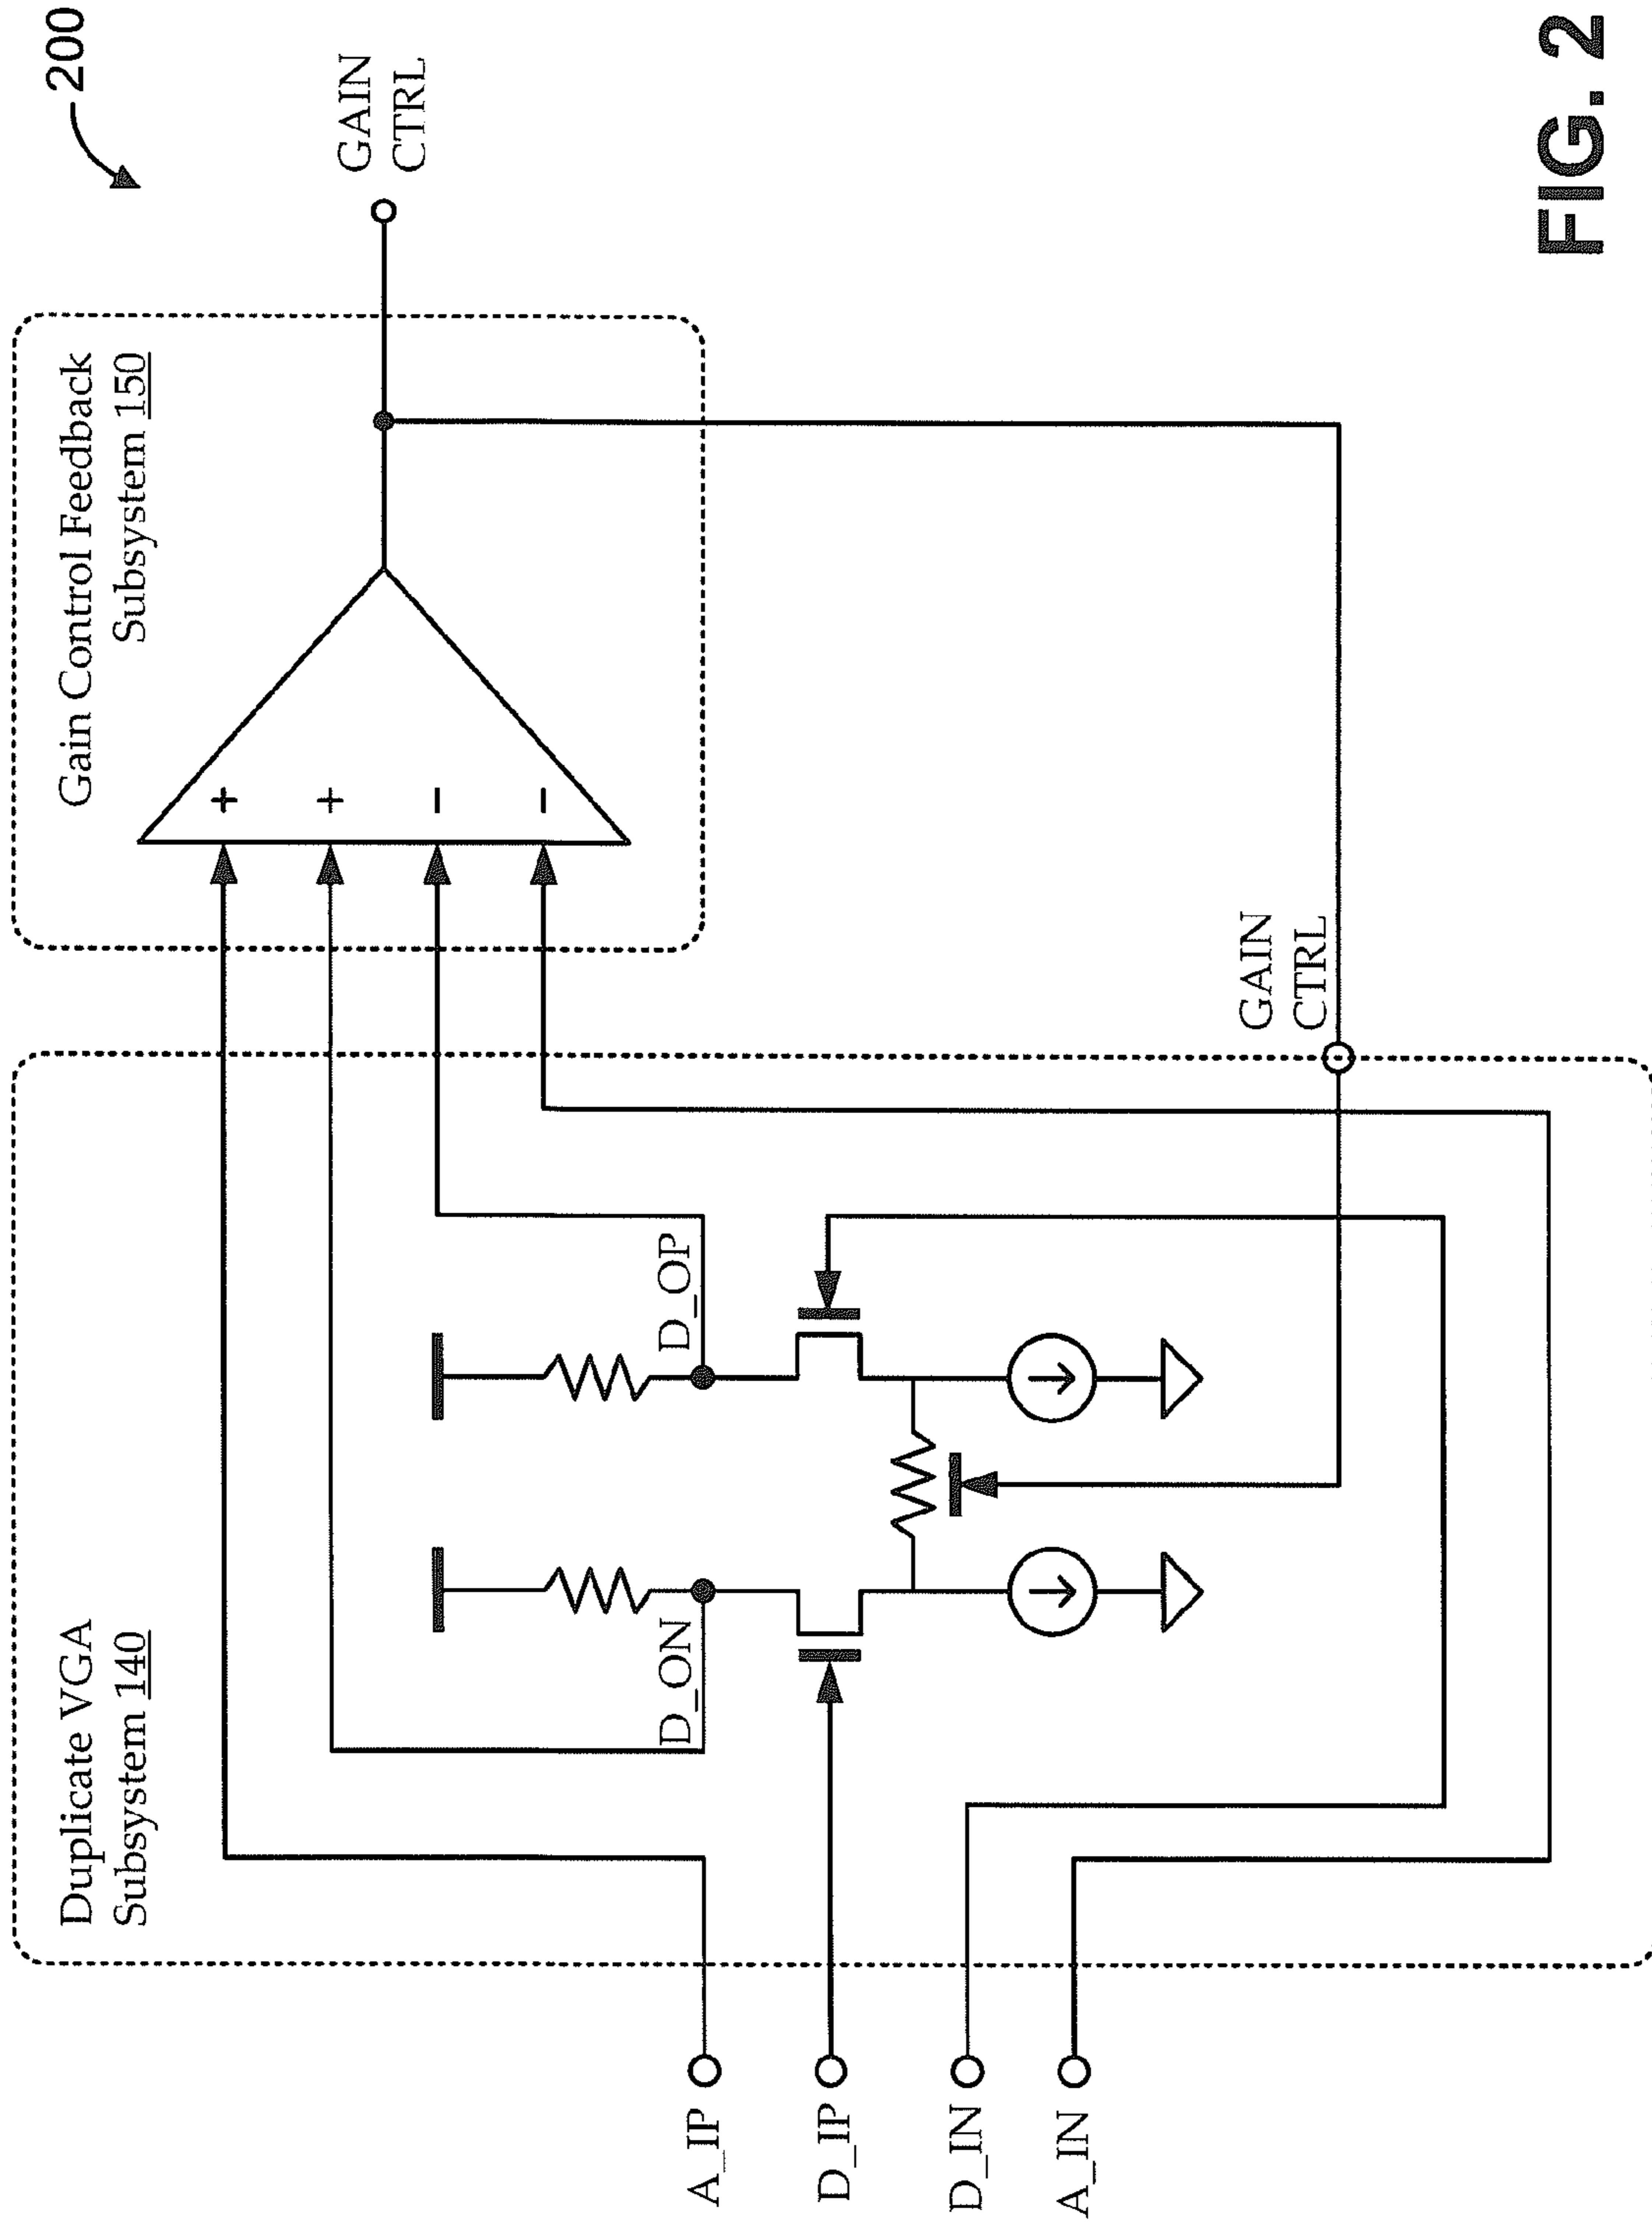 200
Duplicate VGA
Subsystem 140
Gain Control Feedback
Subsystem 150
+
+
−
−
GAIN
CTRL
A_IP
D_IP
D_IN
A_IN
D_ON
D_OP
GAIN
CTRL
FIG. 2